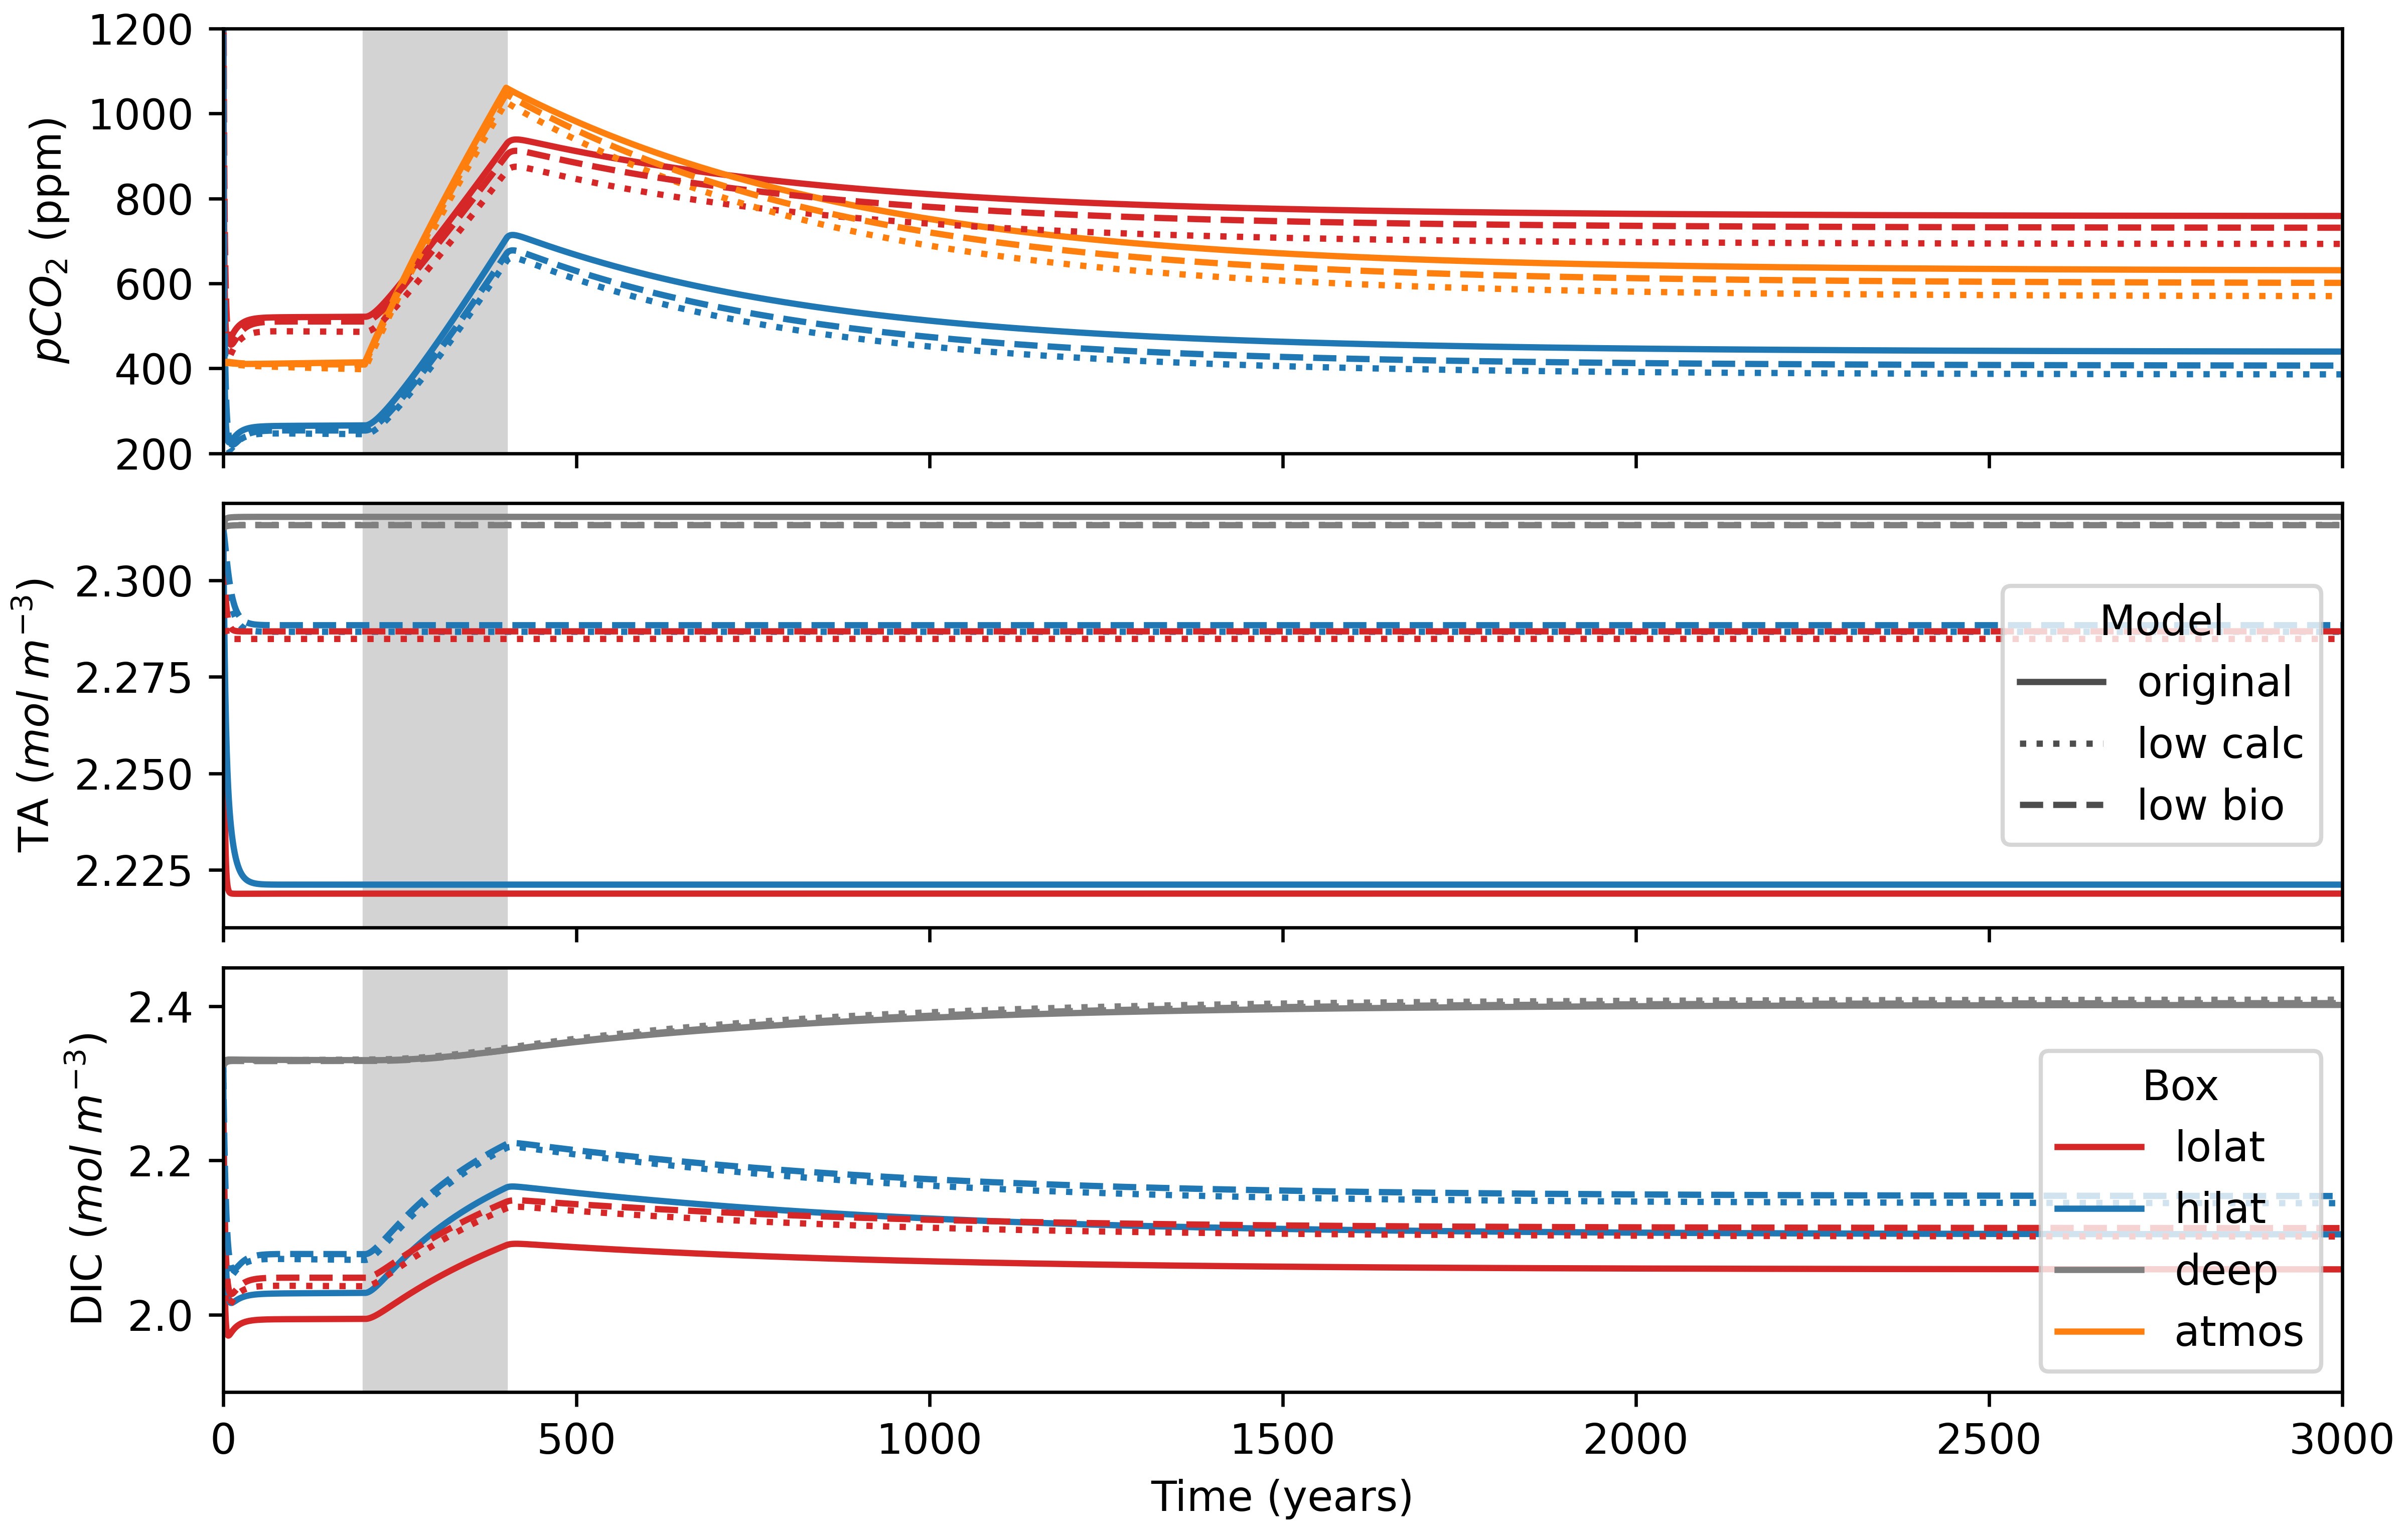 1200
1000
800
600
400
200
pCO₂ (ppm)
2.300
2.275
2.250
2.225
TA (mol m⁻³)
Model
original
low calc
low bio
2.4
2.2
2.0
DIC (mol m⁻³)
Box
lolat
hilat
deep
atmos
0 500 1000 1500 2000 2500 3000
Time (years)